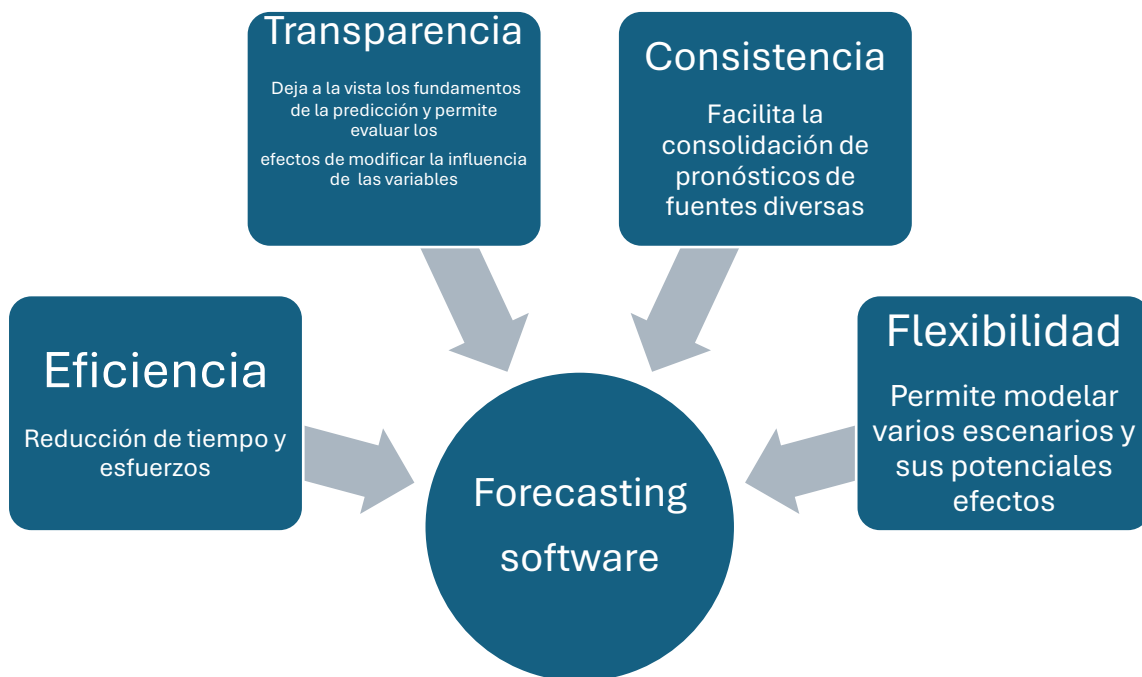 Transparencia
Deja a la vista los fundamentos
de la predicción y permite
evaluar los
efectos de modificar la influencia
de las variables
Consistencia
Facilita la
consolidación de
pronósticos de
fuentes diversas
Eficiencia
Reducción de tiempo y
esfuerzos
Flexibilidad
Permite modelar
varios escenarios y
sus potenciales
efectos
Forecasting
software